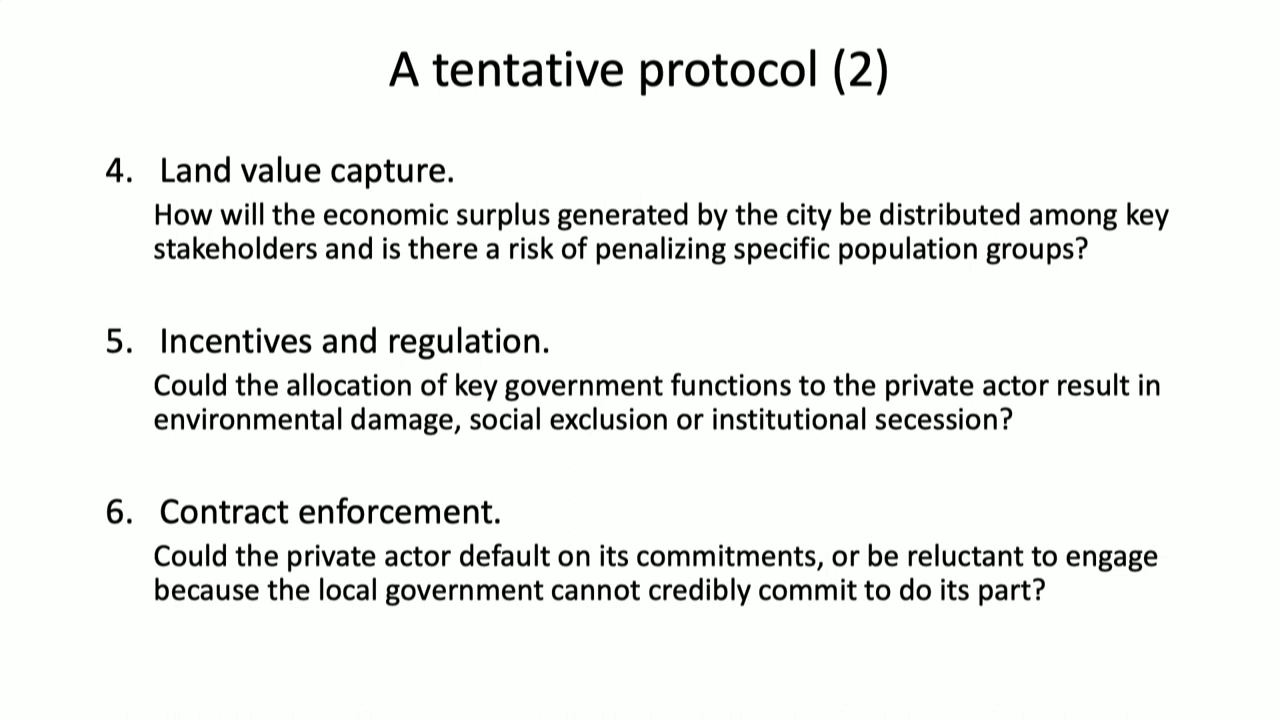 A tentative protocol (2)
4. Land value capture.
How will the economic surplus generated by the city be distributed among key
stakeholders and is there a risk of penalizing specific population groups?
5. Incentives and regulation.
Could the allocation of key government functions to the private actor result in
environmental damage, social exclusion or institutional secession?
6. Contract enforcement.
Could the private actor default on its commitments, or be reluctant to engage
because the local government cannot credibly commit to do its part?